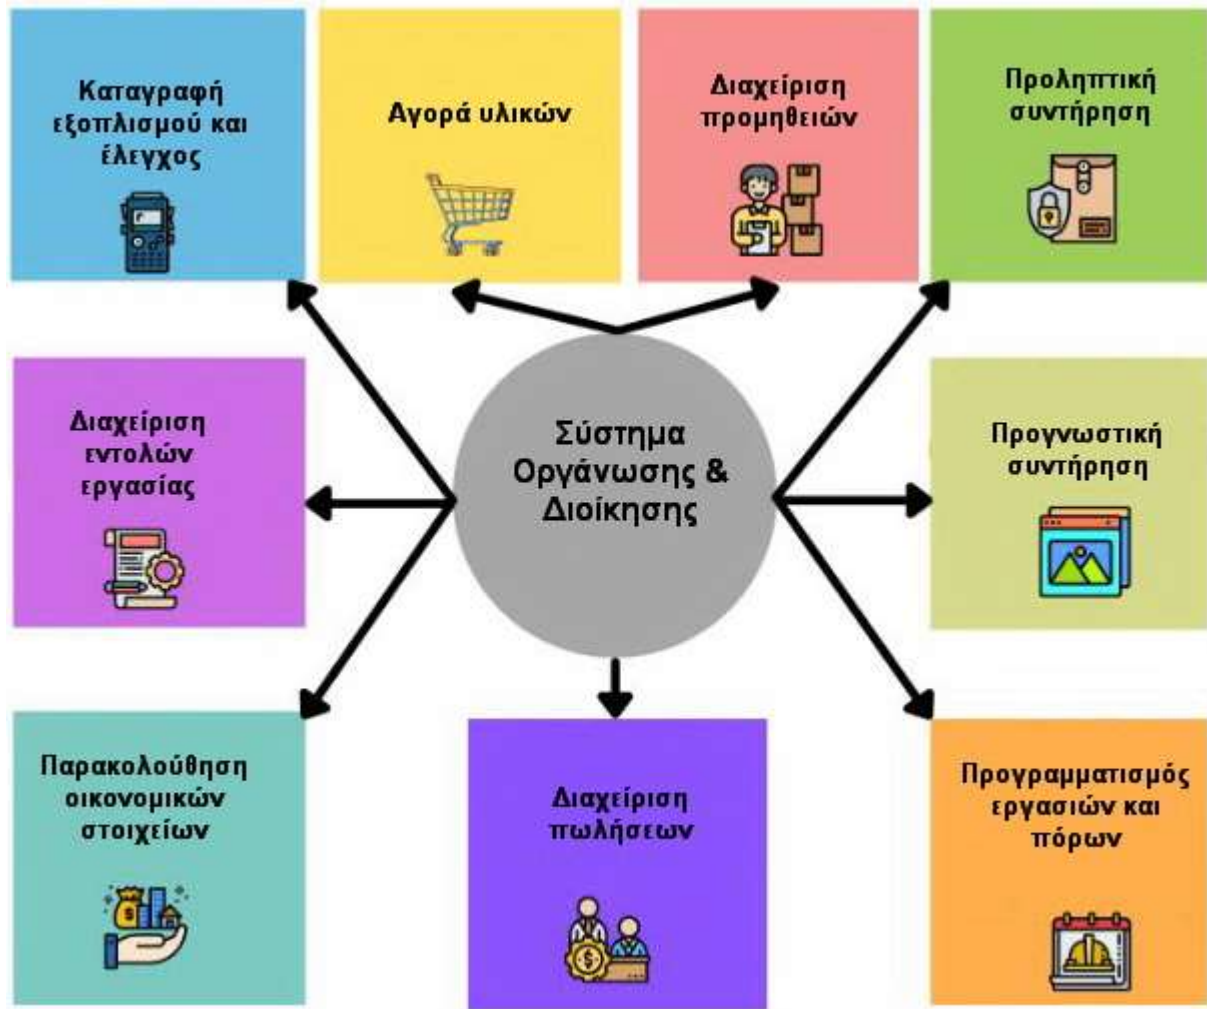 Καταγραφή
εξοπλισμού και
έλεγχος
Αγορά υλικών
Διαχείριση
προμηθειών
Προληπτική
συντήρηση
Διαχείριση
εντολών
εργασίας
Σύστημα
Οργάνωσης &
Διοίκησης
Προγνωστική
συντήρηση
Παρακολούθηση
οικονομικών
στοιχείων
Διαχείριση
πωλήσεων
Προγραμματισμός
εργασιών και
πόρων